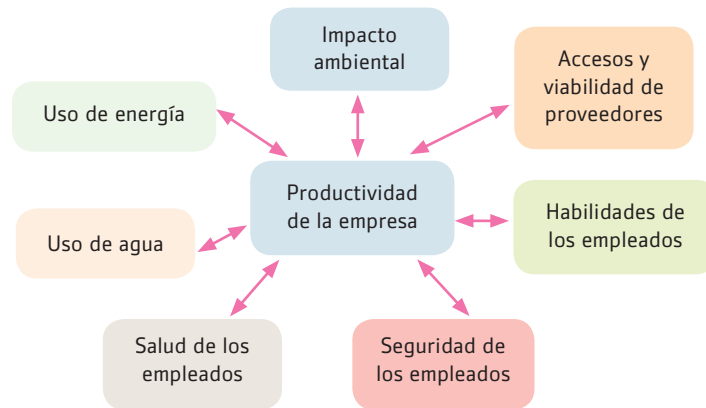 Impacto
ambiental
Accesos y
viabilidad de
proveedores
Uso de energía
Productividad
de la empresa
Habilidades de
los empleados
Uso de agua
Salud de los
empleados
Seguridad de
los empleados